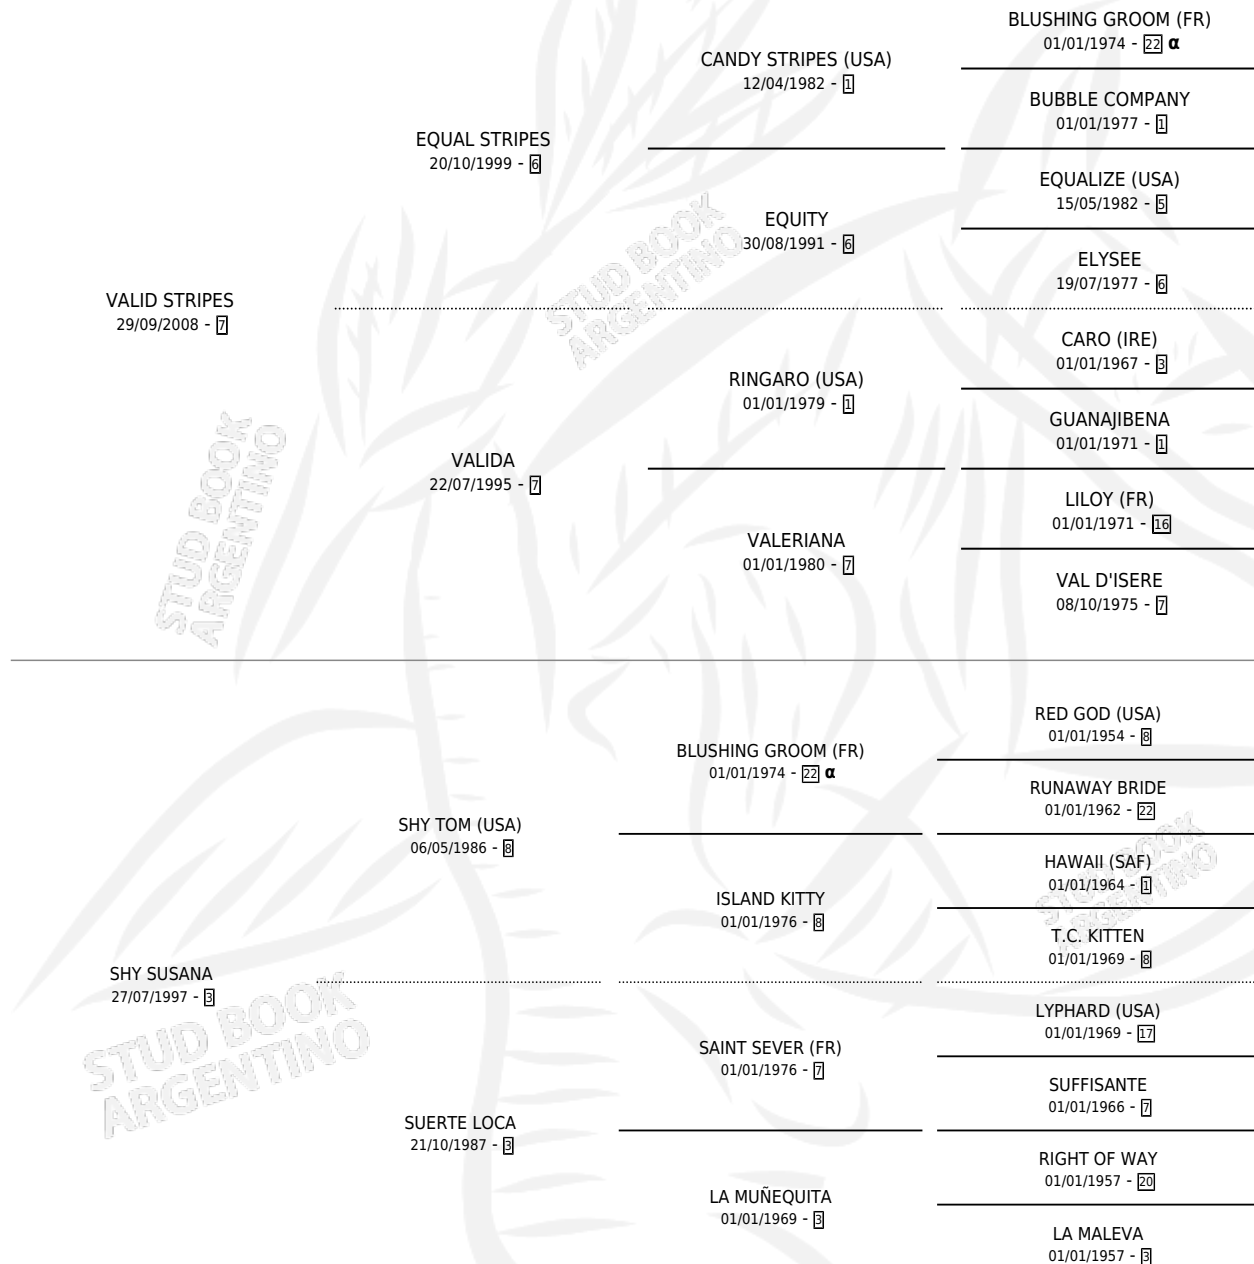 BLUSHING GROOM (FR)
01/01/1974 - 22 α
CANDY STRIPES (USA)
12/04/1982 - 1
BUBBLE COMPANY
01/01/1977 - 1
EQUAL STRIPES
20/10/1999 - 6
EQUALIZE (USA)
15/05/1982 - 5
EQUITY
30/08/1991 - 6
ELYSEE
19/07/1977 - 6
VALID STRIPES
29/09/2008 - 7
CARO (IRE)
01/01/1967 - 3
RINGARO (USA)
01/01/1979 - 1
GUANAJIBENA
01/01/1971 - 1
VALIDA
22/07/1995 - 7
LILOY (FR)
01/01/1971 - 16
VALERIANA
01/01/1980 - 7
VAL D'ISERE
08/10/1975 - 7
STUD BOOK
ARGENTINO
STUD BOOK
ARGENTINO
RED GOD (USA)
01/01/1954 - 8
BLUSHING GROOM (FR)
01/01/1974 - 22 α
RUNAWAY BRIDE
01/01/1962 - 22
SHY TOM (USA)
06/05/1986 - 8
HAWAII (SAF)
01/01/1964 - 1
ISLAND KITTY
01/01/1976 - 8
T.C. KITTEN
01/01/1969 - 8
SHY SUSANA
27/07/1997 - 3
LYPHARD (USA)
01/01/1969 - 17
SAINT SEVER (FR)
01/01/1976 - 7
SUFFISANTE
01/01/1966 - 7
SUERTE LOCA
21/10/1987 - 3
RIGHT OF WAY
01/01/1957 - 20
LA MUÑEQUITA
01/01/1969 - 3
LA MALEVA
01/01/1957 - 3
STUD BOOK
ARGENTINO
STUD BOOK
ARGENTINO